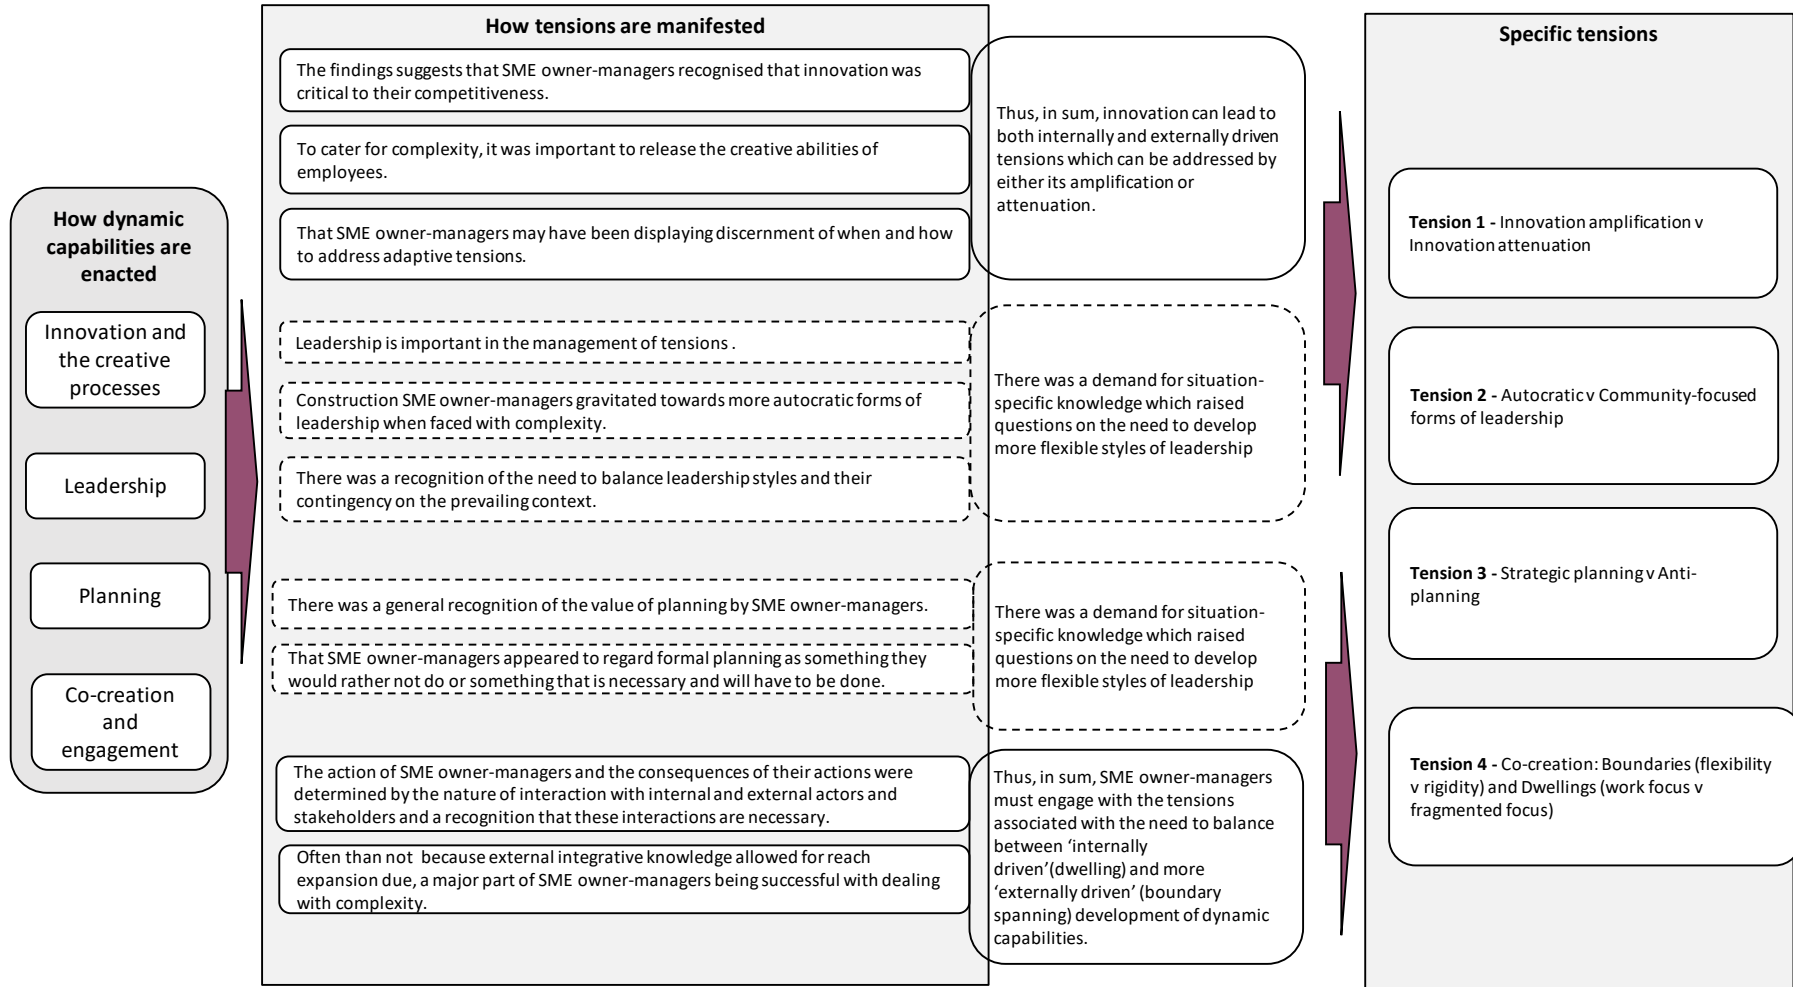 How dynamic
capabilities are
enacted
Innovation and
the creative
processes
Leadership
Planning
Co-creation
and
engagement
How tensions are manifested
The findings suggests that SME owner-managers recognised that innovation was
critical to their competitiveness.
To cater for complexity, it was important to release the creative abilities of
employees.
That SME owner-managers may have been displaying discernment of when and how
to address adaptive tensions.
Leadership is important in the management of tensions .
Construction SME owner-managers gravitated towards more autocratic forms of
leadership when faced with complexity.
There was a recognition of the need to balance leadership styles and their
contingency on the prevailing context.
There was a general recognition of the value of planning by SME owner-managers.
That SME owner-managers appeared to regard formal planning as something they
would rather not do or something that is necessary and will have to be done.
The action of SME owner-managers and the consequences of their actions were
determined by the nature of interaction with internal and external actors and
stakeholders and a recognition that these interactions are necessary.
Often than not because external integrative knowledge allowed for reach
expansion due, a major part of SME owner-managers being successful with dealing
with complexity.
Thus, in sum, innovation can lead to
both internally and externally driven
tensions which can be addressed by
either its amplification or
attenuation.
There was a demand for situation-
specific knowledge which raised
questions on the need to develop
more flexible styles of leadership
There was a demand for situation-
specific knowledge which raised
questions on the need to develop
more flexible styles of leadership
Thus, in sum, SME owner-managers
must engage with the tensions
associated with the need to balance
between ‘internally
driven’(dwelling) and more
‘externally driven’ (boundary
spanning) development of dynamic
capabilities.
Specific tensions
Tension 1 - Innovation amplification v
Innovation attenuation
Tension 2 - Autocratic v Community-focused
forms of leadership
Tension 3 - Strategic planning v Anti-
planning
Tension 4 - Co-creation: Boundaries (flexibility
v rigidity) and Dwellings (work focus v
fragmented focus)